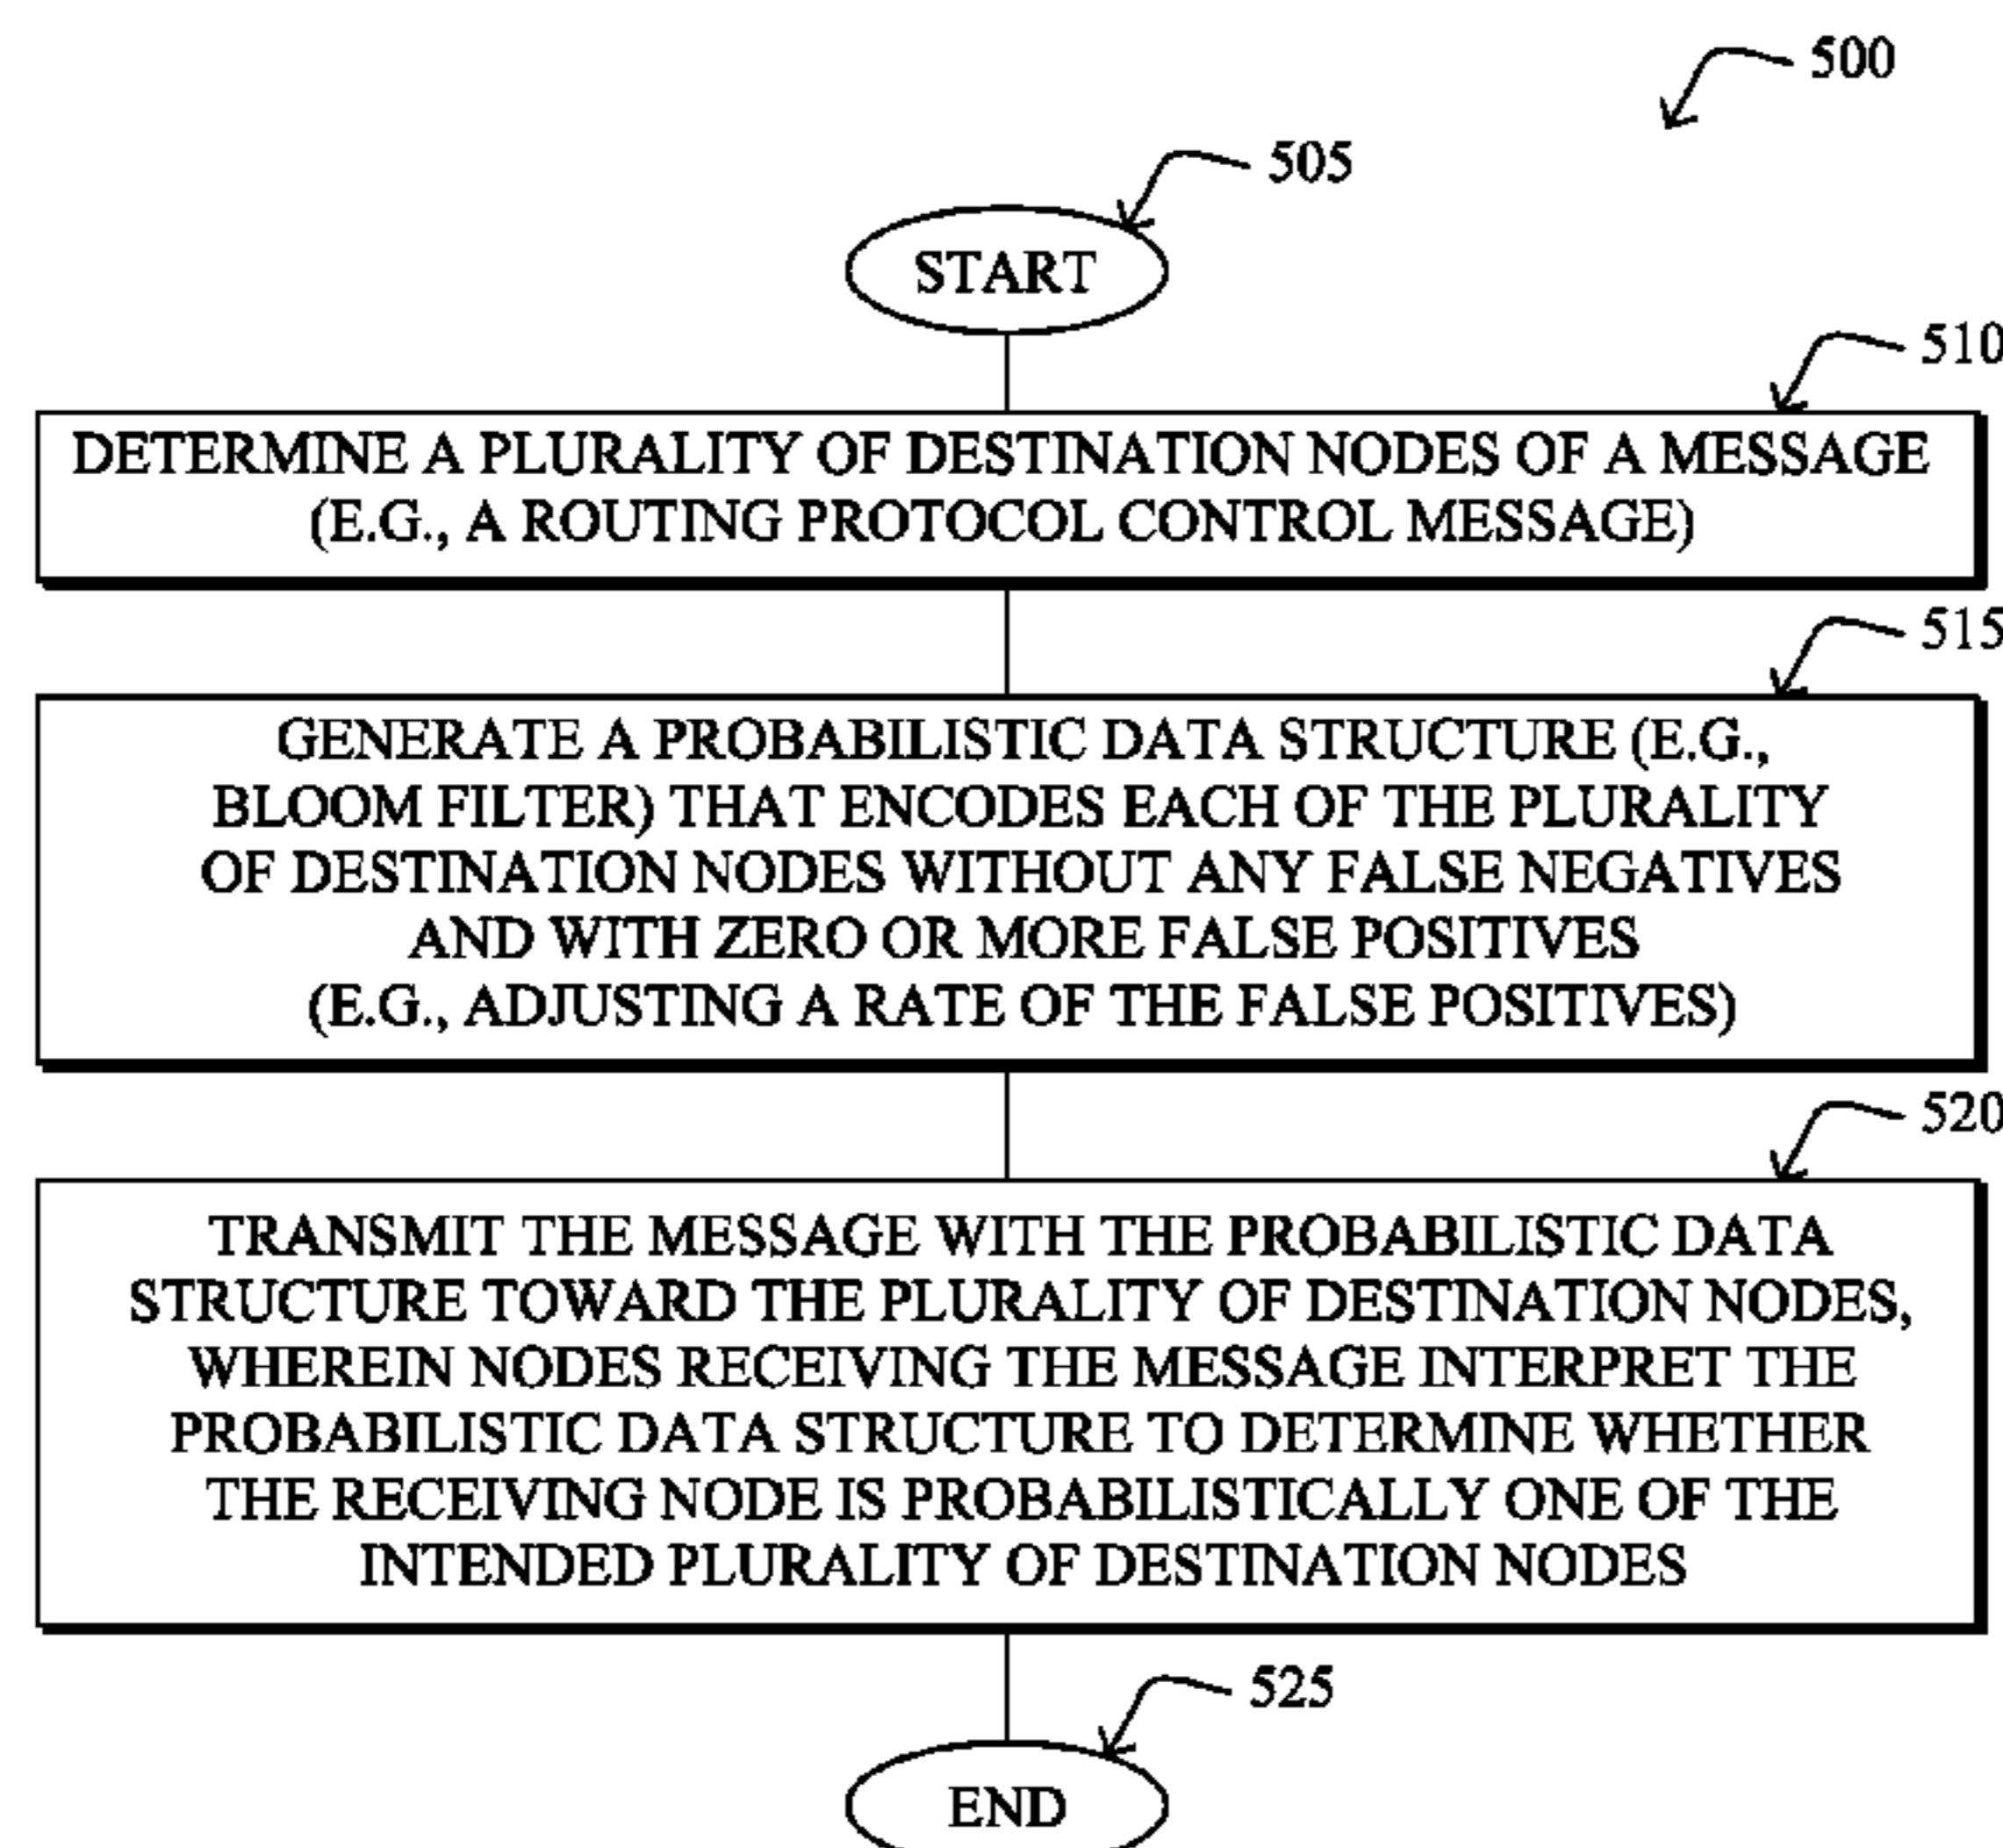 500
505
START
510
DETERMINE A PLURALITY OF DESTINATION NODES OF A MESSAGE
(E.G., A ROUTING PROTOCOL CONTROL MESSAGE)
515
GENERATE A PROBABILISTIC DATA STRUCTURE (E.G.,
BLOOM FILTER) THAT ENCODES EACH OF THE PLURALITY
OF DESTINATION NODES WITHOUT ANY FALSE NEGATIVES
AND WITH ZERO OR MORE FALSE POSITIVES
(E.G., ADJUSTING A RATE OF THE FALSE POSITIVES)
520
TRANSMIT THE MESSAGE WITH THE PROBABILISTIC DATA
STRUCTURE TOWARD THE PLURALITY OF DESTINATION NODES,
WHEREIN NODES RECEIVING THE MESSAGE INTERPRET THE
PROBABILISTIC DATA STRUCTURE TO DETERMINE WHETHER
THE RECEIVING NODE IS PROBABILISTICALLY ONE OF THE
INTENDED PLURALITY OF DESTINATION NODES
525
END